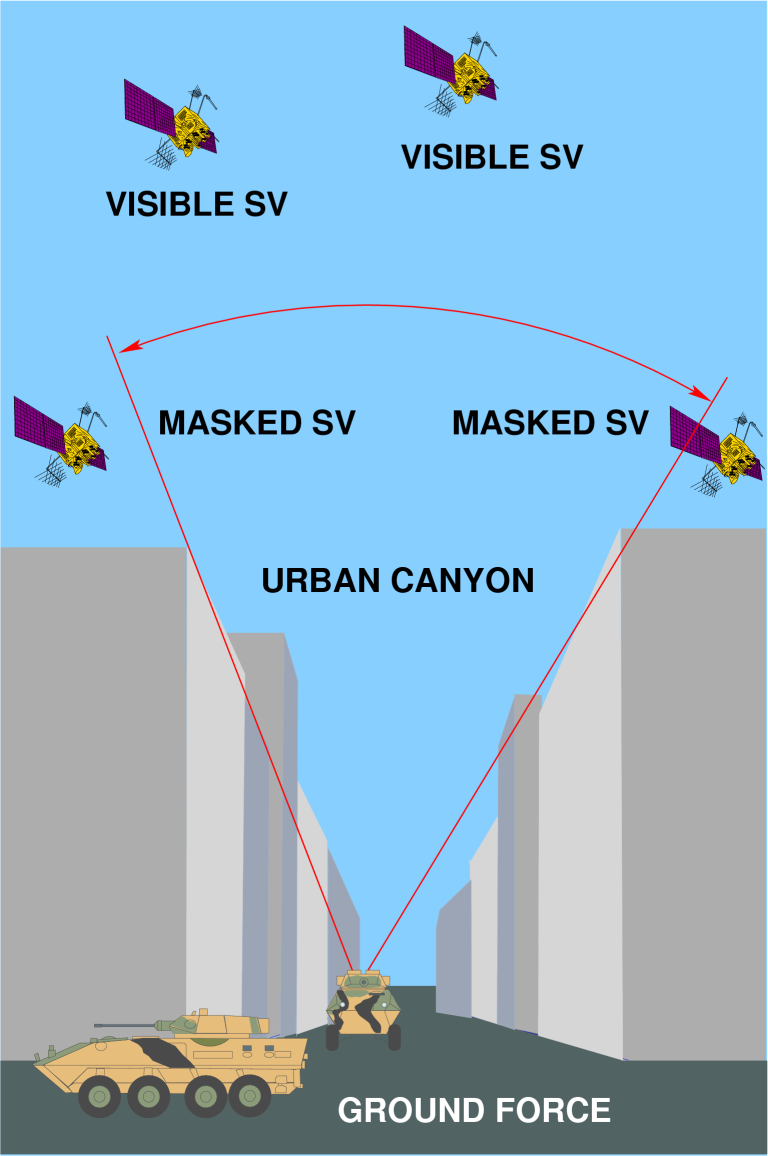 VISIBLE SV
VISIBLE SV
MASKED SV
MASKED SV
URBAN CANYON
GROUND FORCE